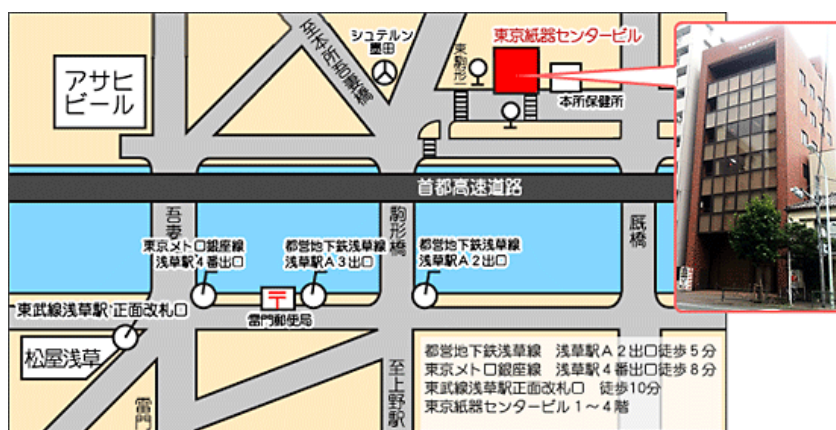 シュテルン
墨田
東京紙器センタービル
至本所吾妻橋
東駒形一
アサヒ
ビール
本所保健所
首都高速道路
吾妻
駒形橋
厩橋
東京メトロ銀座線
浅草駅4番出口
都営地下鉄浅草線
浅草駅A3出口
都営地下鉄浅草線
浅草駅A2出口
東武線浅草駅 正面改札口
雷門郵便局
松屋浅草
雷門
至上野駅
都営地下鉄浅草線 浅草駅A2出口徒歩5分
東京メトロ銀座線 浅草駅4番出口徒歩8分
東武線浅草駅正面改札口 徒歩10分
東京紙器センタービル1～4階